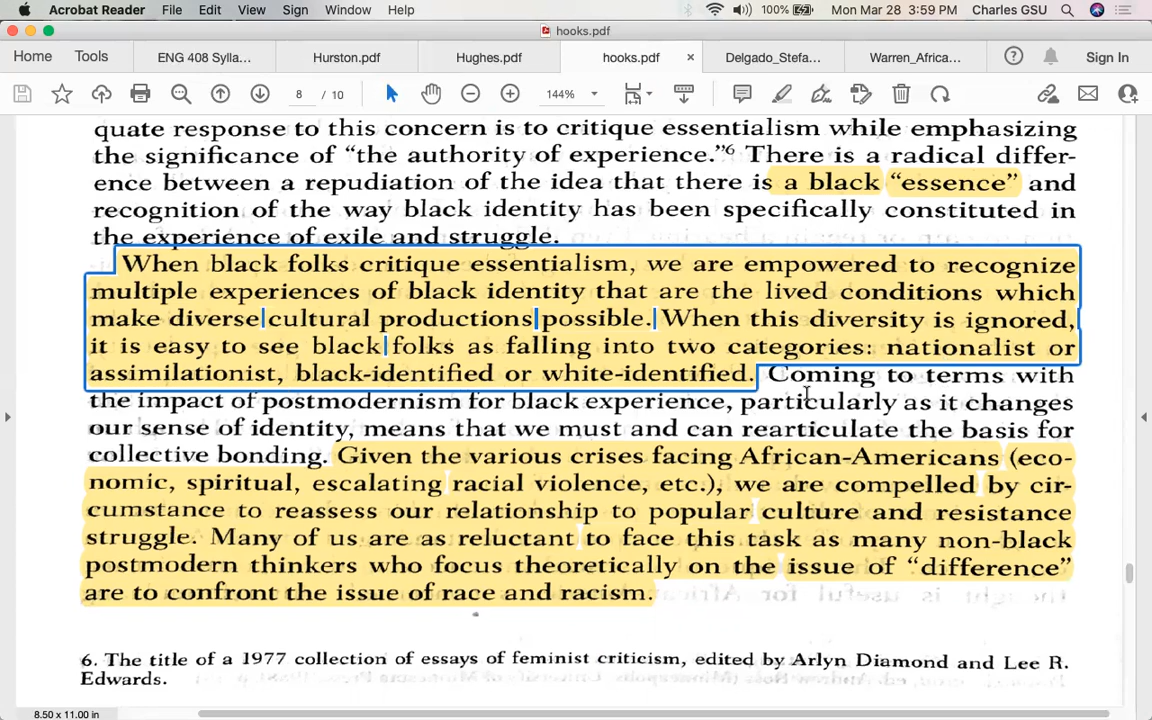 Acrobat Reader File Edit View Sign Window Help 100% Mon Mar 28 3:59 PM Charles GSU
hooks.pdf
Home Tools ENG 408 Sylla... Hurston.pdf Hughes.pdf hooks.pdf × Delgado_Stefa... Warren_Africa... Sign In
8 / 10 144%
quate response to this concern is to critique essentialism while emphasizing
the significance of “the authority of experience.”6 There is a radical differ-
ence between a repudiation of the idea that there is a black “essence” and
recognition of the way black identity has been specifically constituted in
the experience of exile and struggle.
When black folks critique essentialism, we are empowered to recognize
multiple experiences of black identity that are the lived conditions which
make diverse cultural productions possible. When this diversity is ignored,
it is easy to see black folks as falling into two categories: nationalist or
assimilationist, black-identified or white-identified. Coming to terms with
the impact of postmodernism for black experience, particularly as it changes
our sense of identity, means that we must and can rearticulate the basis for
collective bonding. Given the various crises facing African-Americans (eco-
nomic, spiritual, escalating racial violence, etc.), we are compelled by cir-
cumstance to reassess our relationship to popular culture and resistance
struggle. Many of us are as reluctant to face this task as many non-black
postmodern thinkers who focus theoretically on the issue of “difference”
are to confront the issue of race and racism.
6. The title of a 1977 collection of essays of feminist criticism, edited by Arlyn Diamond and Lee R.
Edwards.
8.50 x 11.00 in